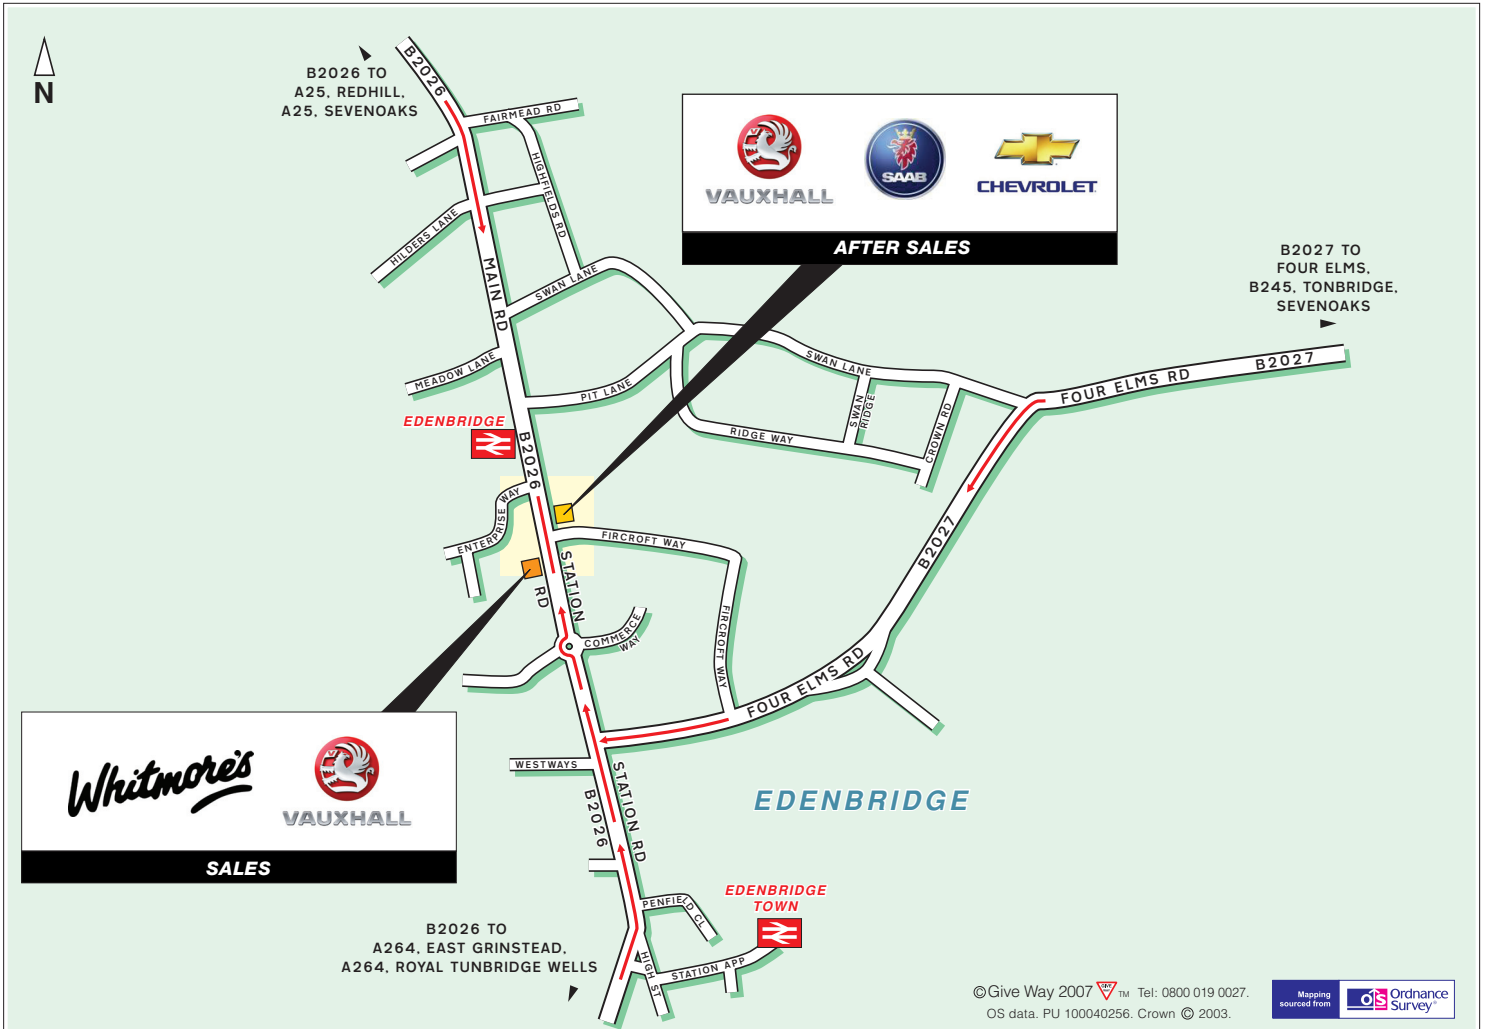 N
B2026 TO
A25, REDHILL,
A25, SEVENOAKS
B2026
FAIRMEAD RD
HIGHFIELDS RD
HILDERS LANE
MAIN RD
SWAN LANE
VAUXHALL
SAAB
CHEVROLET
AFTER SALES
B2027 TO
FOUR ELMS,
B245, TONBRIDGE,
SEVENOAKS
MEADOW LANE
PIT LANE
SWAN LANE
SWAN
RIDGE
CROWN RD
RIDGE WAY
FOUR ELMS RD
B2027
EDENBRIDGE
B2026
ENTERPRISE WAY
FIRCROFT WAY
B2027
STATION
RD
COMMERCE
WAY
FIRCROFT WAY
FOUR ELMS RD
Whitmore's
VAUXHALL
SALES
WESTWAYS
B2026
STATION RD
EDENBRIDGE
EDENBRIDGE
TOWN
PENFIELD CL
HIGH ST
STATION APP
B2026 TO
A264, EAST GRINSTEAD,
A264, ROYAL TUNBRIDGE WELLS
©Give Way 2007 GIVE WAY TM Tel: 0800 019 0027.
OS data. PU 100040256. Crown © 2003.
Mapping
sourced from
OS Ordnance
Survey®